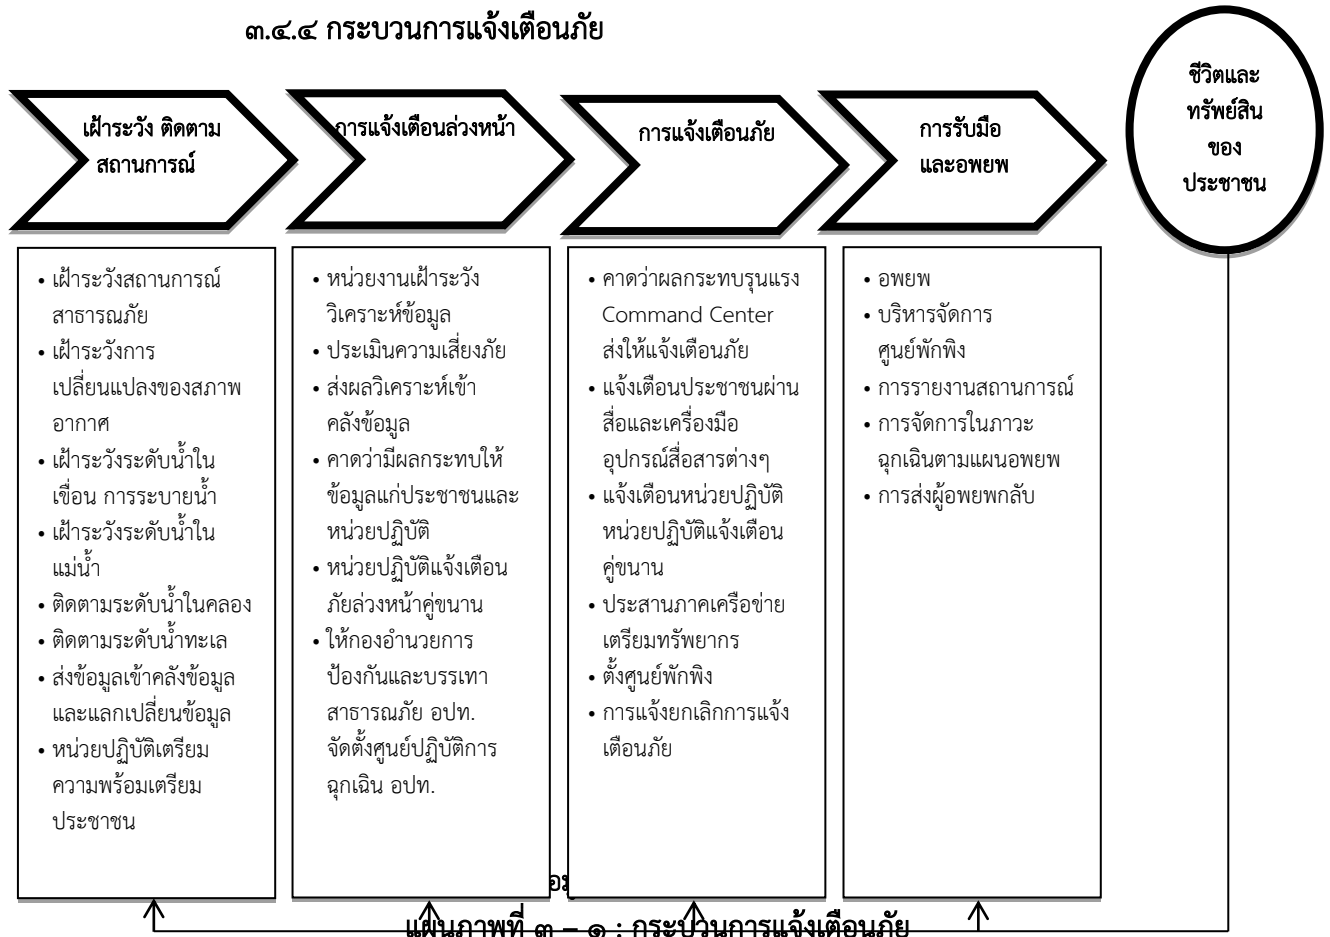 ๓.๔.๔ กระบวนการแจ้งเตือนภัย
เฝ้าระวัง ติดตาม
สถานการณ์
การแจ้งเตือนล่วงหน้า
การแจ้งเตือนภัย
การรับมือ
และอพยพ
ชีวิตและ
ทรัพย์สิน
ของ
ประชาชน
• เฝ้าระวังสถานการณ์
สาธารณภัย
• เฝ้าระวังการ
เปลี่ยนแปลงของสภาพ
อากาศ
• เฝ้าระวังระดับน้ำใน
เขื่อน การระบายน้ำ
• เฝ้าระวังระดับน้ำใน
แม่น้ำ
• ติดตามระดับน้ำในคลอง
• ติดตามระดับน้ำทะเล
• ส่งข้อมูลเข้าคลังข้อมูล
และแลกเปลี่ยนข้อมูล
• หน่วยปฏิบัติเตรียม
ความพร้อมเตรียม
ประชาชน
• หน่วยงานเฝ้าระวัง
วิเคราะห์ข้อมูล
• ประเมินความเสี่ยงภัย
• ส่งผลวิเคราะห์เข้า
คลังข้อมูล
• คาดว่ามีผลกระทบให้
ข้อมูลแก่ประชาชนและ
หน่วยปฏิบัติ
• หน่วยปฏิบัติแจ้งเตือน
ภัยล่วงหน้าคู่ขนาน
• ให้กองอำนวยการ
ป้องกันและบรรเทา
สาธารณภัย อปท.
จัดตั้งศูนย์ปฏิบัติการ
ฉุกเฉิน อปท.
• คาดว่าผลกระทบรุนแรง
Command Center
ส่งให้แจ้งเตือนภัย
• แจ้งเตือนประชาชนผ่าน
สื่อและเครื่องมือ
อุปกรณ์สื่อสารต่างๆ
• แจ้งเตือนหน่วยปฏิบัติ
หน่วยปฏิบัติแจ้งเตือน
คู่ขนาน
• ประสานภาคเครือข่าย
เตรียมทรัพยากร
• ตั้งศูนย์พักพิง
• การแจ้งยกเลิกการแจ้ง
เตือนภัย
• อพยพ
• บริหารจัดการ
ศูนย์พักพิง
• การรายงานสถานการณ์
• การจัดการในภาวะ
ฉุกเฉินตามแผนอพยพ
• การส่งผู้อพยพกลับ
แผนภาพที่ ๓ – ๑ : กระบวนการแจ้งเตือนภัย